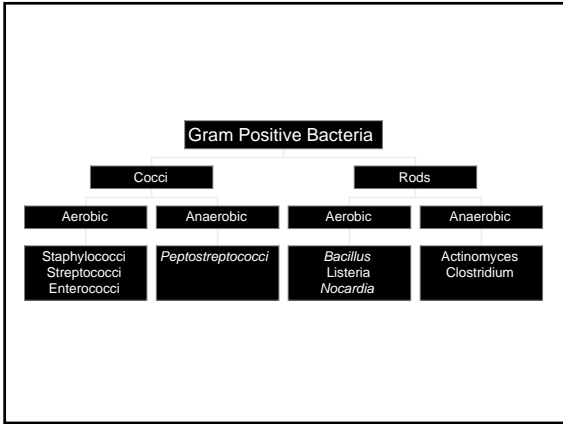 Gram Positive Bacteria
Cocci
Rods
Aerobic
Anaerobic
Aerobic
Anaerobic
Staphylococci
Streptococci
Enterococci
Peptostreptococci
Bacillus
Listeria
Nocardia
Actinomyces
Clostridium